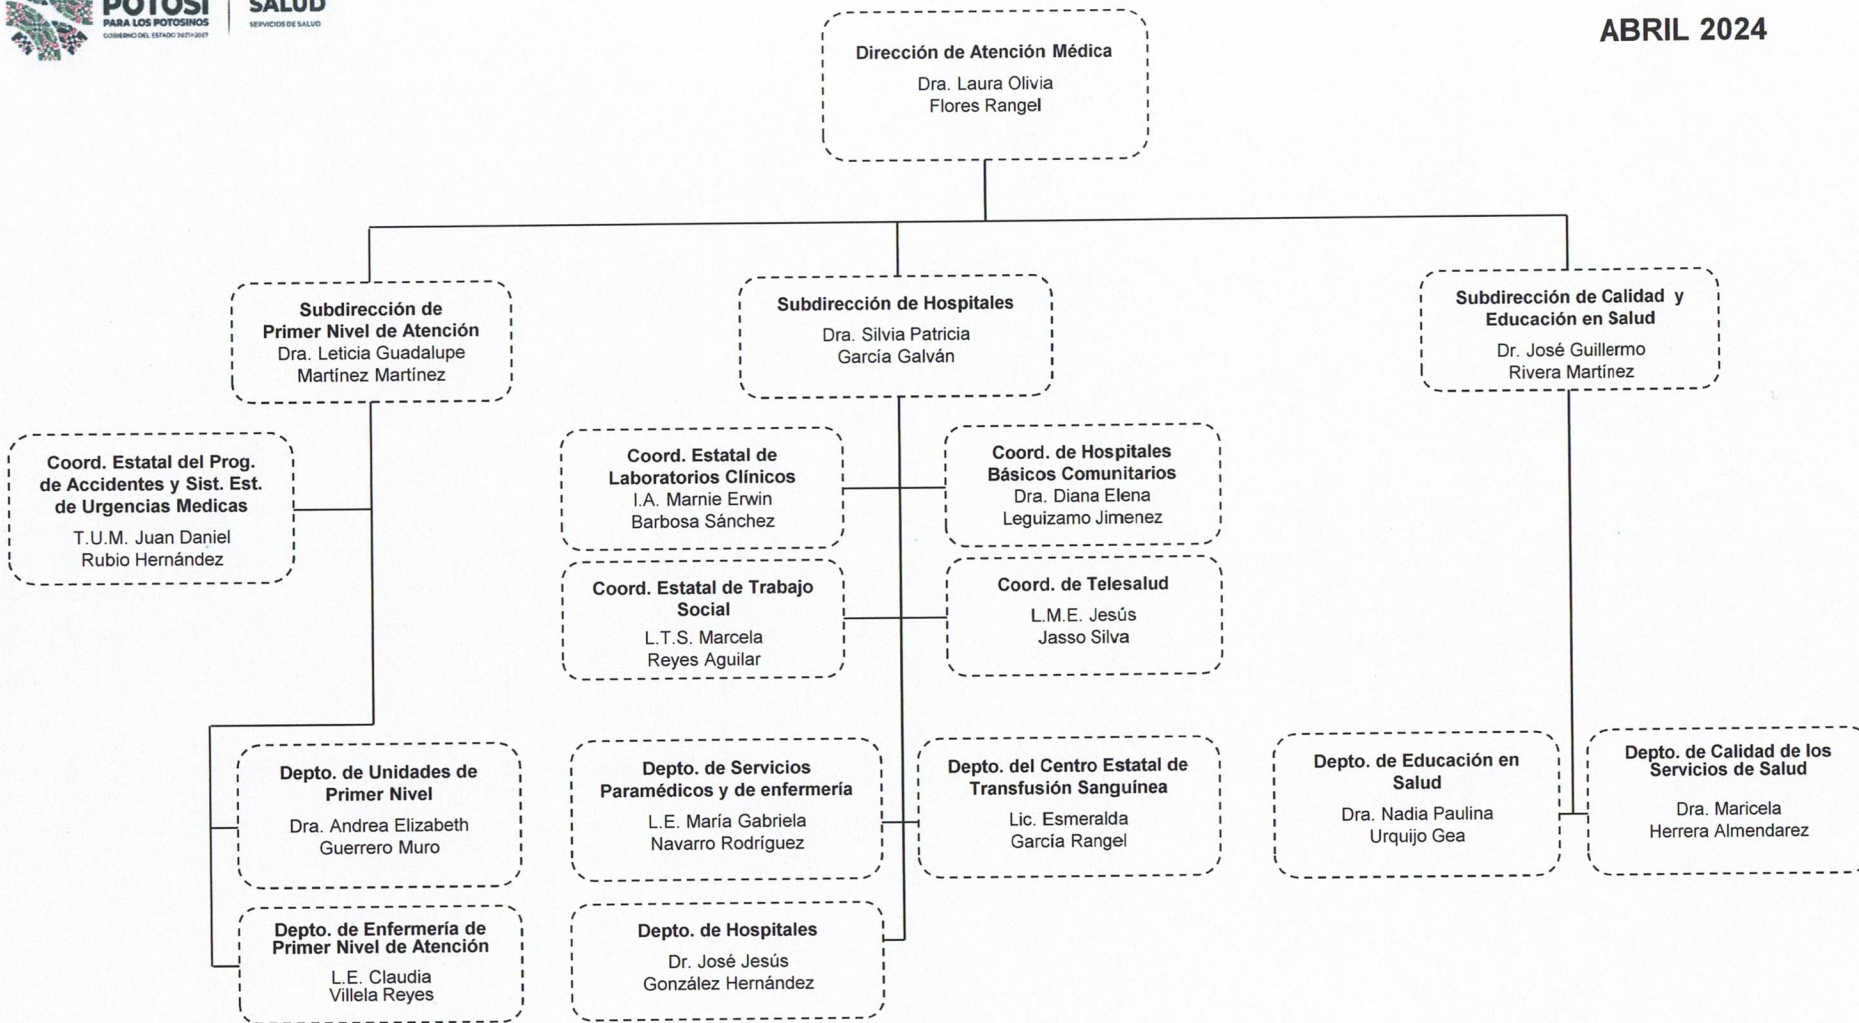 POTOSÍ
PARA LOS POTOSINOS
GOBIERNO DEL ESTADO 2021•2027
SALUD
SERVICIOS DE SALUD
ABRIL 2024
Dirección de Atención Médica
Dra. Laura Olivia
Flores Rangel
Subdirección de
Primer Nivel de Atención
Dra. Leticia Guadalupe
Martínez Martínez
Subdirección de Hospitales
Dra. Silvia Patricia
García Galván
Subdirección de Calidad y
Educación en Salud
Dr. José Guillermo
Rivera Martínez
Coord. Estatal del Prog.
de Accidentes y Sist. Est.
de Urgencias Medicas
T.U.M. Juan Daniel
Rubio Hernández
Coord. Estatal de
Laboratorios Clínicos
I.A. Marnie Erwin
Barbosa Sánchez
Coord. de Hospitales
Básicos Comunitarios
Dra. Diana Elena
Leguizamo Jimenez
Coord. Estatal de Trabajo
Social
L.T.S. Marcela
Reyes Aguilar
Coord. de Telesalud
L.M.E. Jesús
Jasso Silva
Depto. de Unidades de
Primer Nivel
Dra. Andrea Elizabeth
Guerrero Muro
Depto. de Servicios
Paramédicos y de enfermería
L.E. María Gabriela
Navarro Rodríguez
Depto. del Centro Estatal de
Transfusión Sanguínea
Lic. Esmeralda
García Rangel
Depto. de Educación en
Salud
Dra. Nadia Paulina
Urquijo Gea
Depto. de Calidad de los
Servicios de Salud
Dra. Maricela
Herrera Almendarez
Depto. de Enfermería de
Primer Nivel de Atención
L.E. Claudia
Villela Reyes
Depto. de Hospitales
Dr. José Jesús
González Hernández